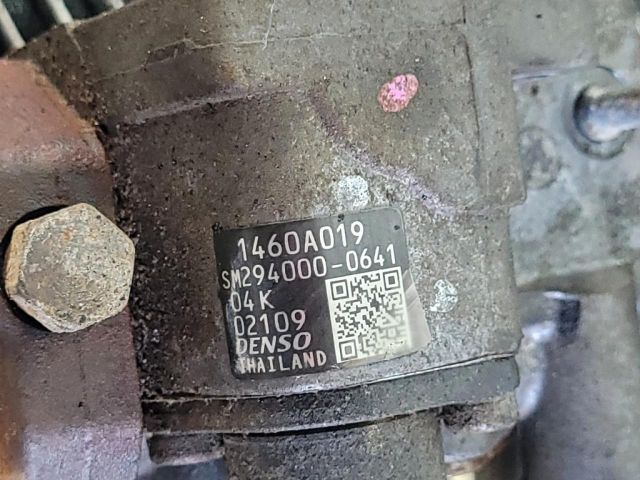 1460A019
SM294000-0641
04K
02109
DENSO
THAILAND